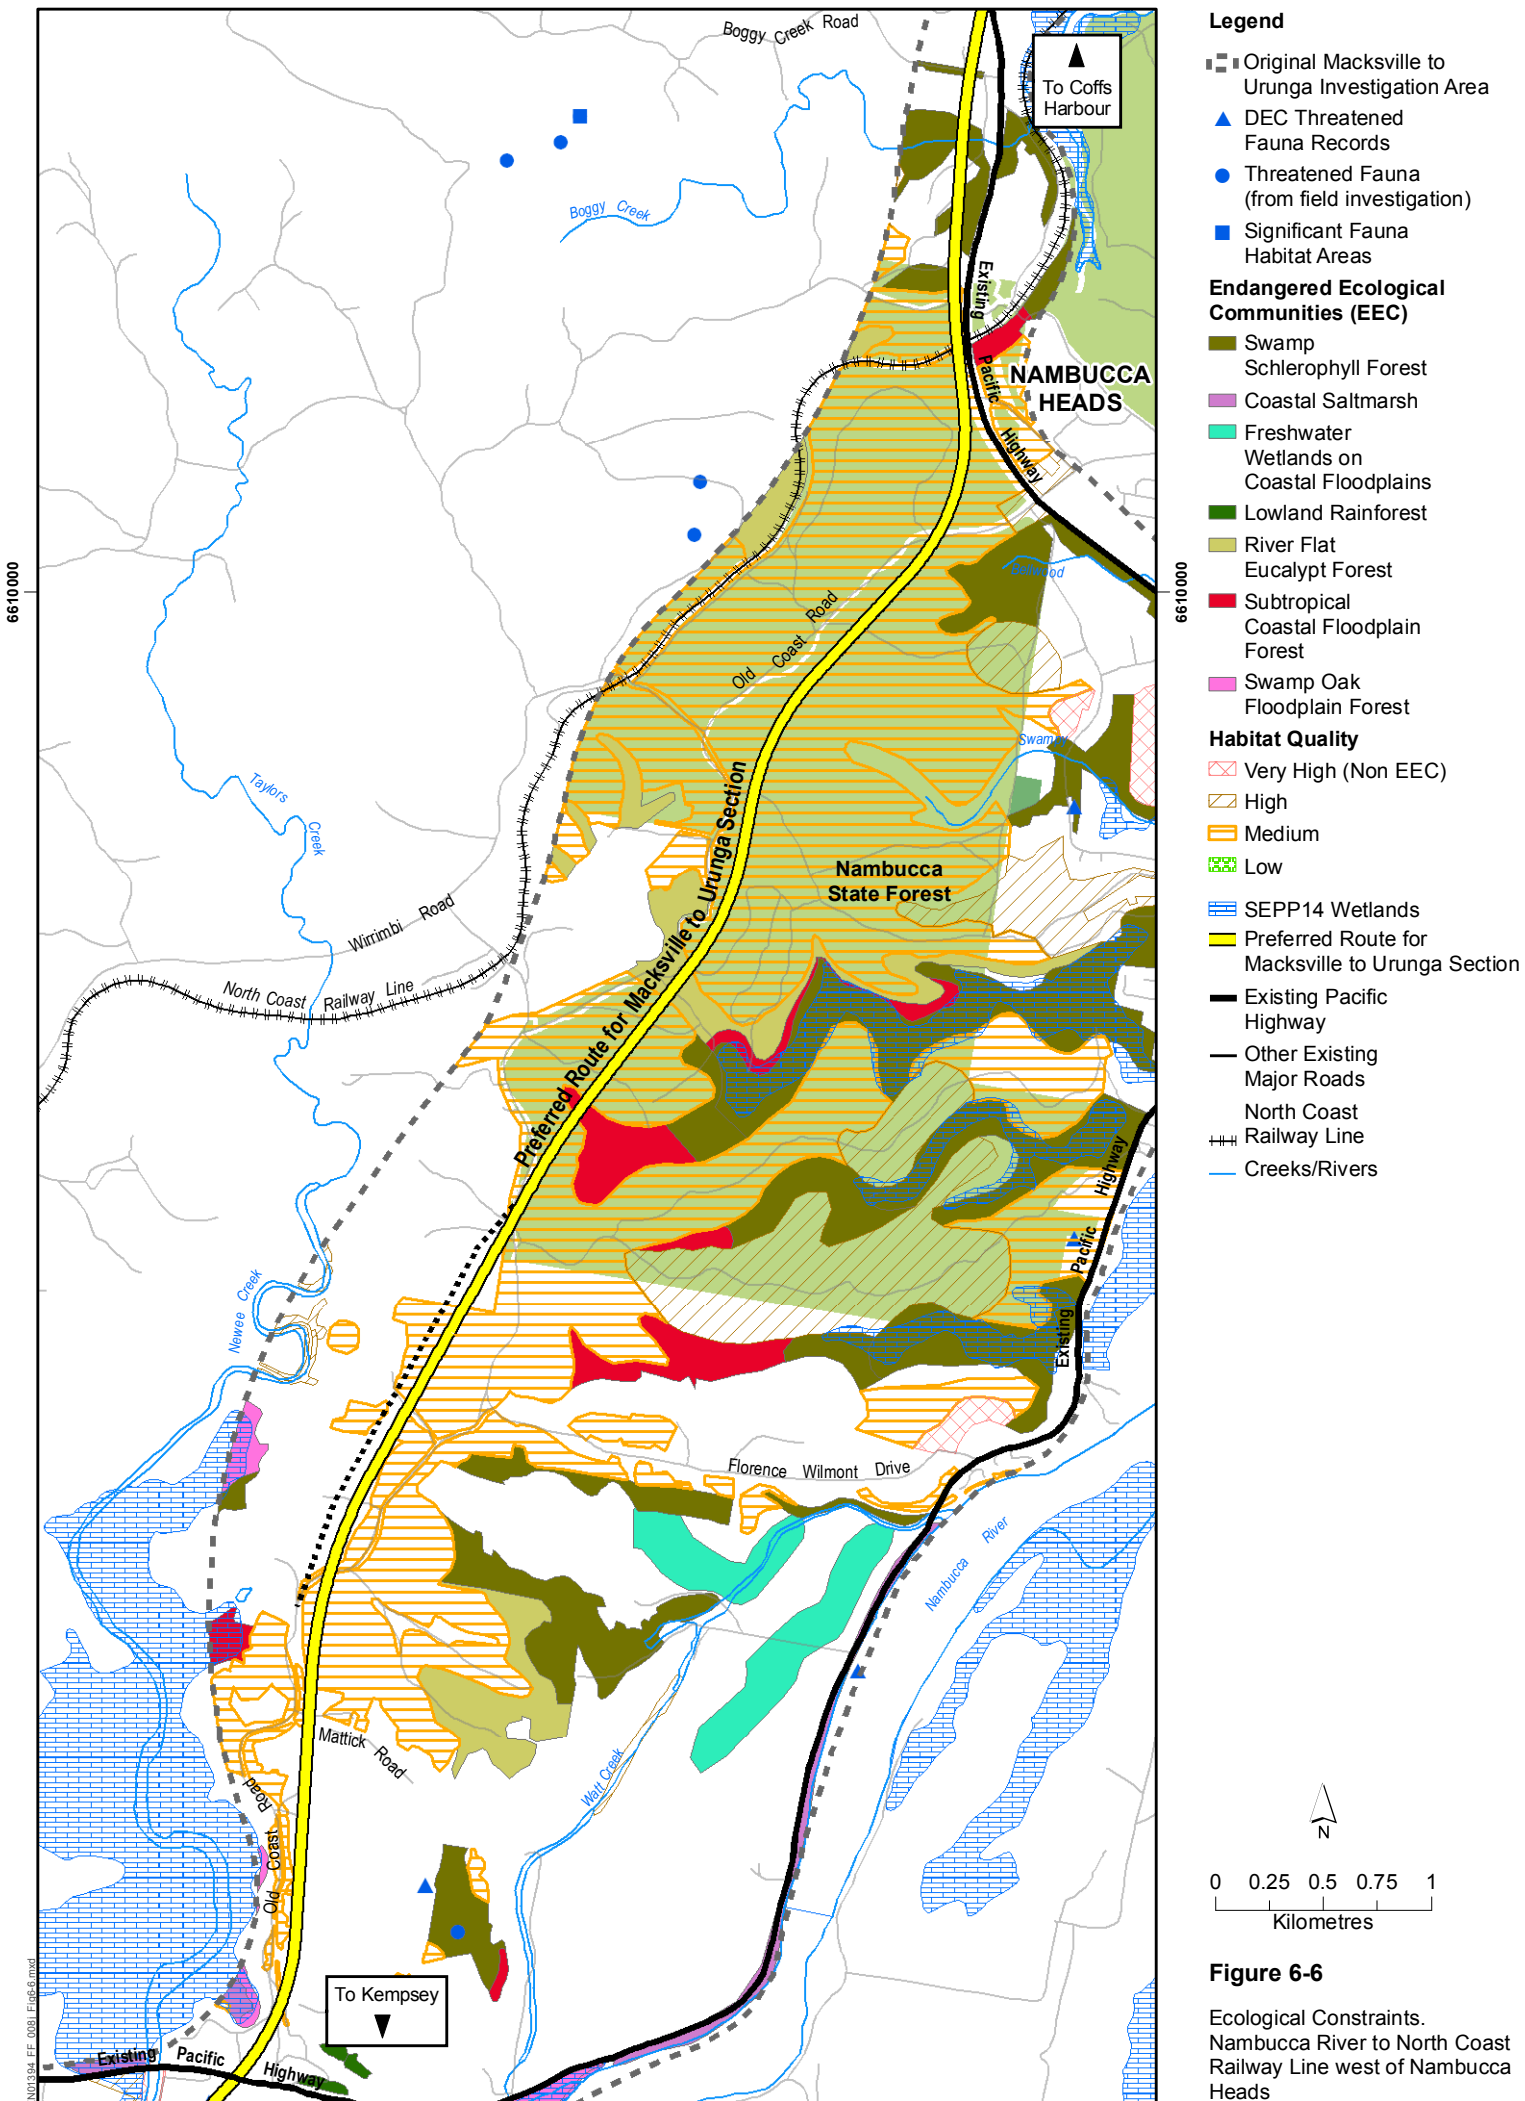 Boggy Creek Road
To Coffs
Harbour
Boggy Creek
Existing
Pacific
Highway
NAMBUCCA
HEADS
6610000
6610000
Old Coast Road
Swampy
Taylors
Creek
Preferred Route for Macksville to Urunga Section
Nambucca
State Forest
Wirrimbi Road
North Coast Railway Line
Newee Creek
Existing
Pacific
Highway
Florence Wilmont Drive
Nambucca River
Mattick Road
Watt Creek
Old Coast Road
To Kempsey
Existing Pacific Highway
N01394_FF_008i_Fig6-6.mxd
Legend
Original Macksville to
Urunga Investigation Area
DEC Threatened
Fauna Records
Threatened Fauna
(from field investigation)
Significant Fauna
Habitat Areas
Endangered Ecological
Communities (EEC)
Swamp
Schlerophyll Forest
Coastal Saltmarsh
Freshwater
Wetlands on
Coastal Floodplains
Lowland Rainforest
River Flat
Eucalypt Forest
Subtropical
Coastal Floodplain
Forest
Swamp Oak
Floodplain Forest
Habitat Quality
Very High (Non EEC)
High
Medium
Low
SEPP14 Wetlands
Preferred Route for
Macksville to Urunga Section
Existing Pacific
Highway
Other Existing
Major Roads
North Coast
Railway Line
Creeks/Rivers
N
0 0.25 0.5 0.75 1
Kilometres
Figure 6-6
Ecological Constraints.
Nambucca River to North Coast
Railway Line west of Nambucca
Heads